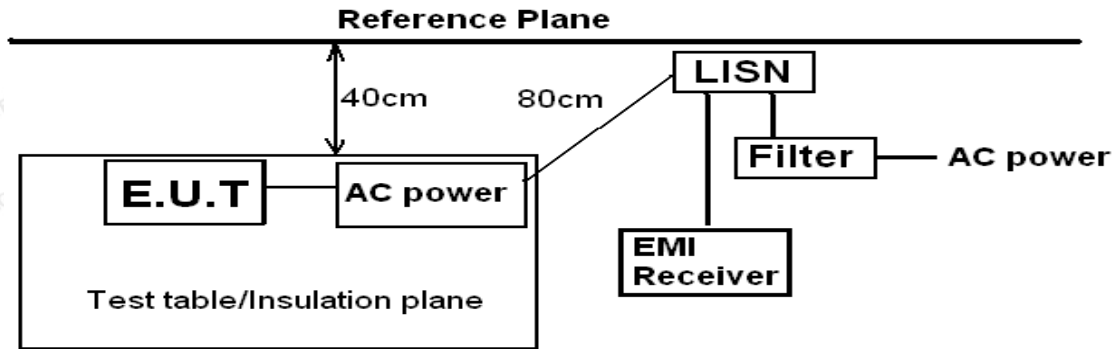 Reference Plane
LISN
40cm
80cm
Filter
AC power
E.U.T
AC power
EMI
Receiver
Test table/Insulation plane